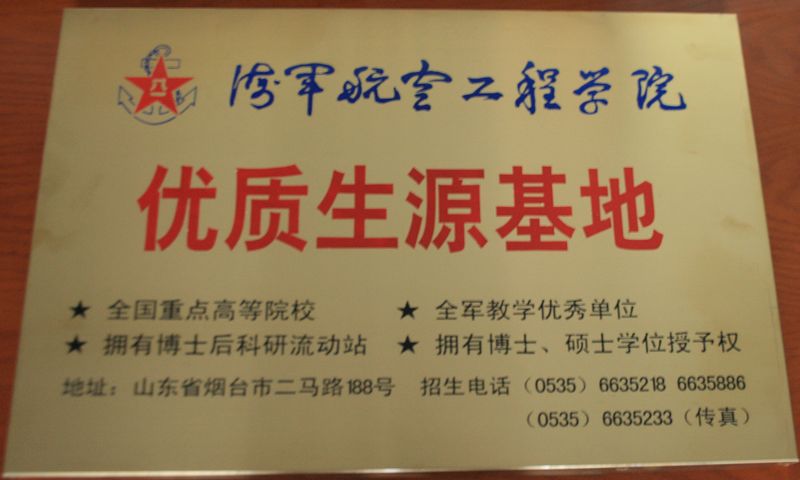 海军航空工程学院
优质生源基地
★ 全国重点高等院校 ★ 全军教学优秀单位
★ 拥有博士后科研流动站 ★ 拥有博士、硕士学位授予权
地址：山东省烟台市二马路188号 招生电话（0535）6635218 6635886
（0535）6635233（传真）